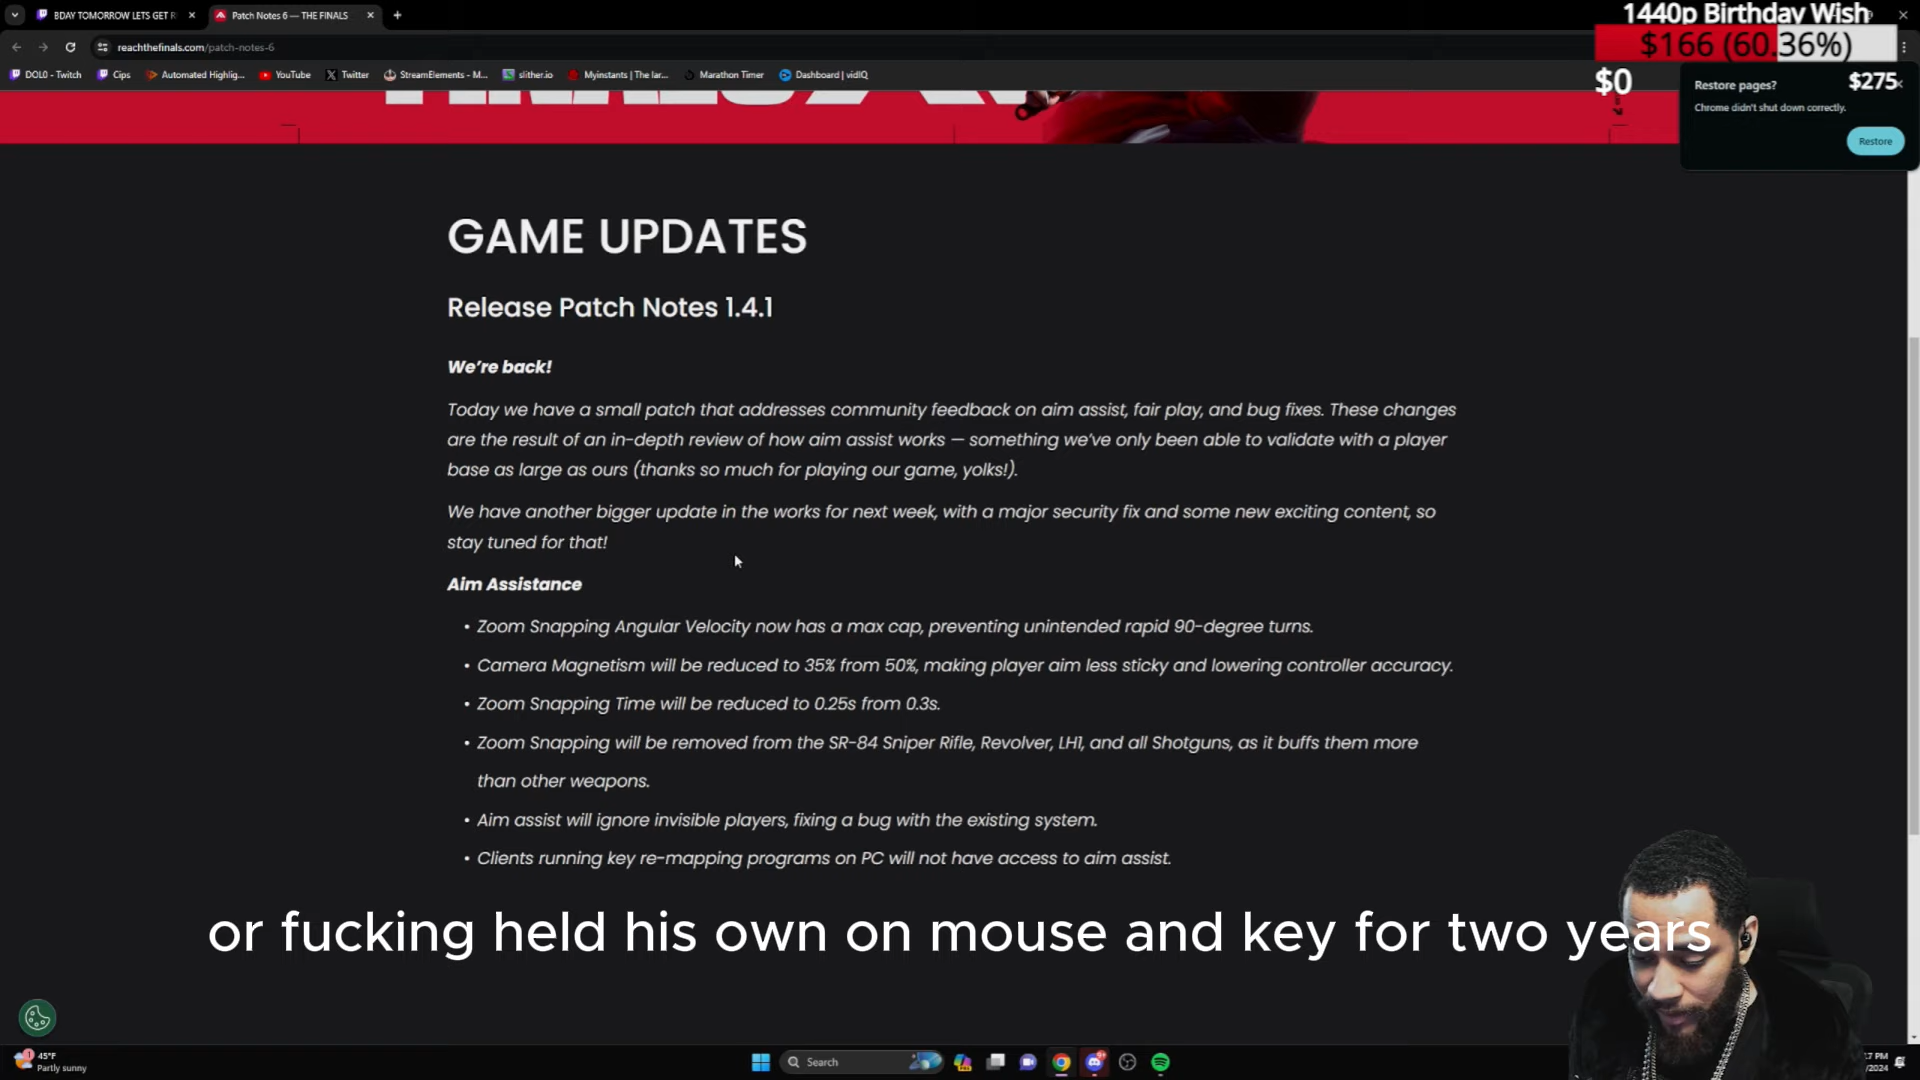 BDAY TOMORROW LETS GET R
Patch Notes 6 — THE FINALS
1440p Birthday Wish
reachthefinals.com/patch-notes-6
$166 (60.36%)
DOL0 - Twitch
Cips
Automated Highlig...
YouTube
Twitter
StreamElements - M...
slither.io
Myinstants | The lar...
Marathon Timer
Dashboard | vidIQ
$0
Restore pages?
$275
Chrome didn't shut down correctly.
Restore
GAME UPDATES
Release Patch Notes 1.4.1
We're back!
Today we have a small patch that addresses community feedback on aim assist, fair play, and bug fixes. These changes
are the result of an in-depth review of how aim assist works — something we've only been able to validate with a player
base as large as ours (thanks so much for playing our game, yolks!).
We have another bigger update in the works for next week, with a major security fix and some new exciting content, so
stay tuned for that!
Aim Assistance
• Zoom Snapping Angular Velocity now has a max cap, preventing unintended rapid 90-degree turns.
• Camera Magnetism will be reduced to 35% from 50%, making player aim less sticky and lowering controller accuracy.
• Zoom Snapping Time will be reduced to 0.25s from 0.3s.
• Zoom Snapping will be removed from the SR-84 Sniper Rifle, Revolver, LH1, and all Shotguns, as it buffs them more
than other weapons.
• Aim assist will ignore invisible players, fixing a bug with the existing system.
• Clients running key re-mapping programs on PC will not have access to aim assist.
or fucking held his own on mouse and key for two years
45°F
Partly sunny
Search
7 PM
/2024